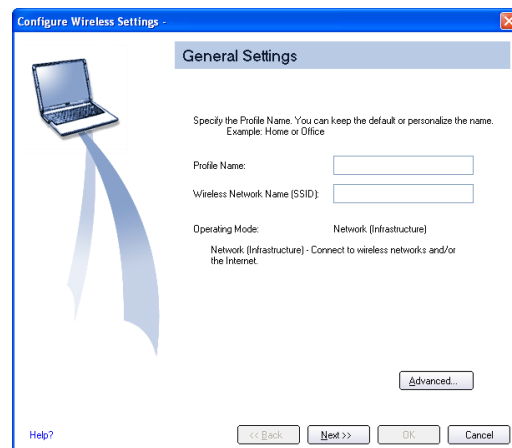 Configure Wireless Settings -
General Settings
Specify the Profile Name. You can keep the default or personalize the name.
Example: Home or Office
Profile Name:
Wireless Network Name (SSID):
Operating Mode: Network (Infrastructure)
Network (Infrastructure) - Connect to wireless networks and/or
the Internet.
Advanced...
Help? << Back Next >> OK Cancel